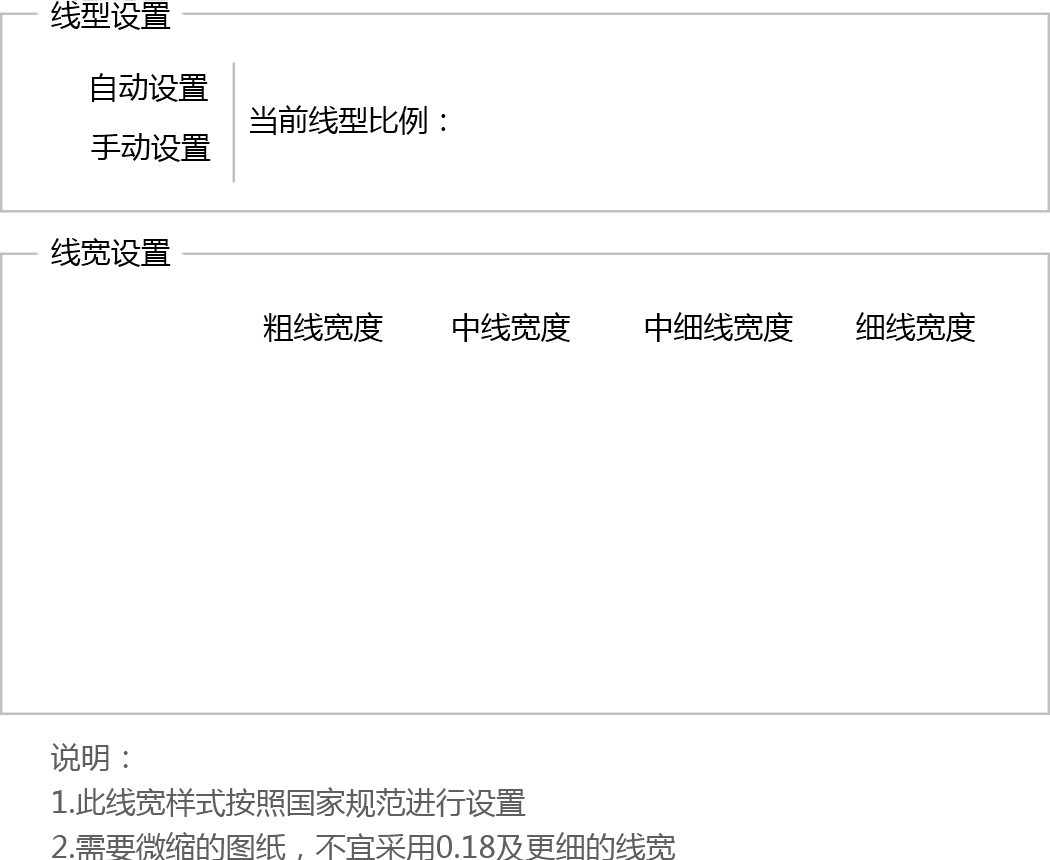 线型设置
自动设置
手动设置
当前线型比例：
线宽设置
粗线宽度 中线宽度 中细线宽度 细线宽度
说明：
1.此线宽样式按照国家规范进行设置
2.需要微缩的图纸，不宜采用0.18及更细的线宽